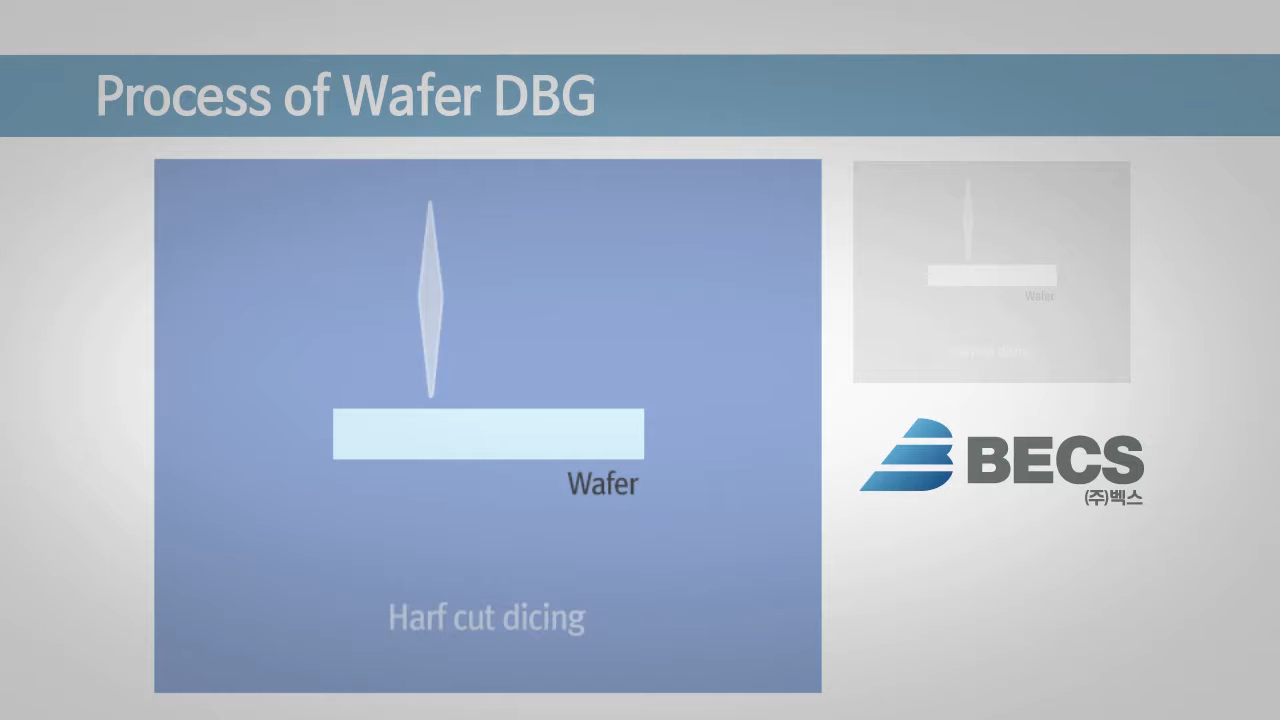 Process of Wafer DBG
Wafer
Harf cut dicing
Wafer
BECS
(주)벡스